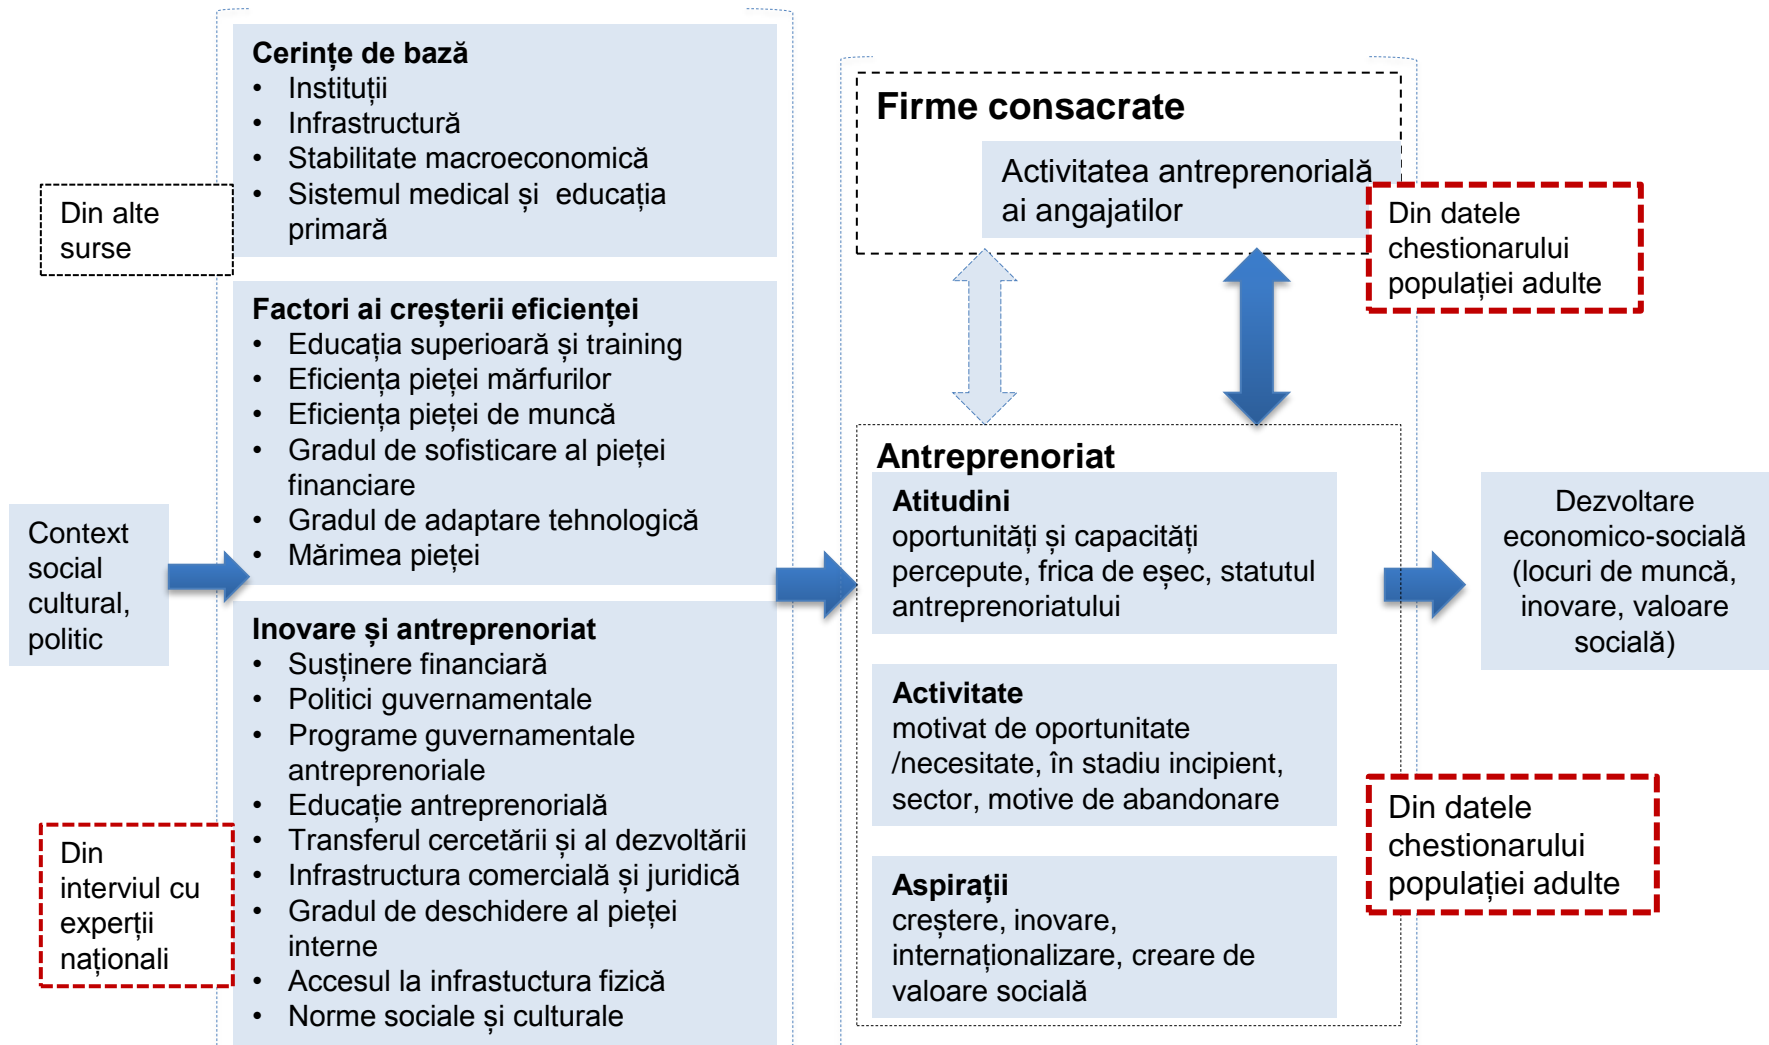 Cerințe de bază
• Instituții
• Infrastructură
• Stabilitate macroeconomică
• Sistemul medical și educația
primară
Din alte
surse
Factori ai creșterii eficienței
• Educația superioară și training
• Eficiența pieței mărfurilor
• Eficiența pieței de muncă
• Gradul de sofisticare al pieței
financiare
• Gradul de adaptare tehnologică
• Mărimea pieței
Context
social
cultural,
politic
Inovare și antreprenoriat
• Susținere financiară
• Politici guvernamentale
• Programe guvernamentale
antreprenoriale
• Educație antreprenorială
• Transferul cercetării și al dezvoltării
• Infrastructura comercială și juridică
• Gradul de deschidere al pieței
interne
• Accesul la infrastuctura fizică
• Norme sociale și culturale
Din
interviul cu
experții
naționali
Firme consacrate
Activitatea antreprenorială
ai angajatilor
Din datele
chestionarului
populației adulte
Antreprenoriat
Atitudini
oportunități și capacități
percepute, frica de eșec, statutul
antreprenoriatului
Activitate
motivat de oportunitate
/necesitate, în stadiu incipient,
sector, motive de abandonare
Aspirații
creștere, inovare,
internaționalizare, creare de
valoare socială
Din datele
chestionarului
populației adulte
Dezvoltare
economico-socială
(locuri de muncă,
inovare, valoare
socială)